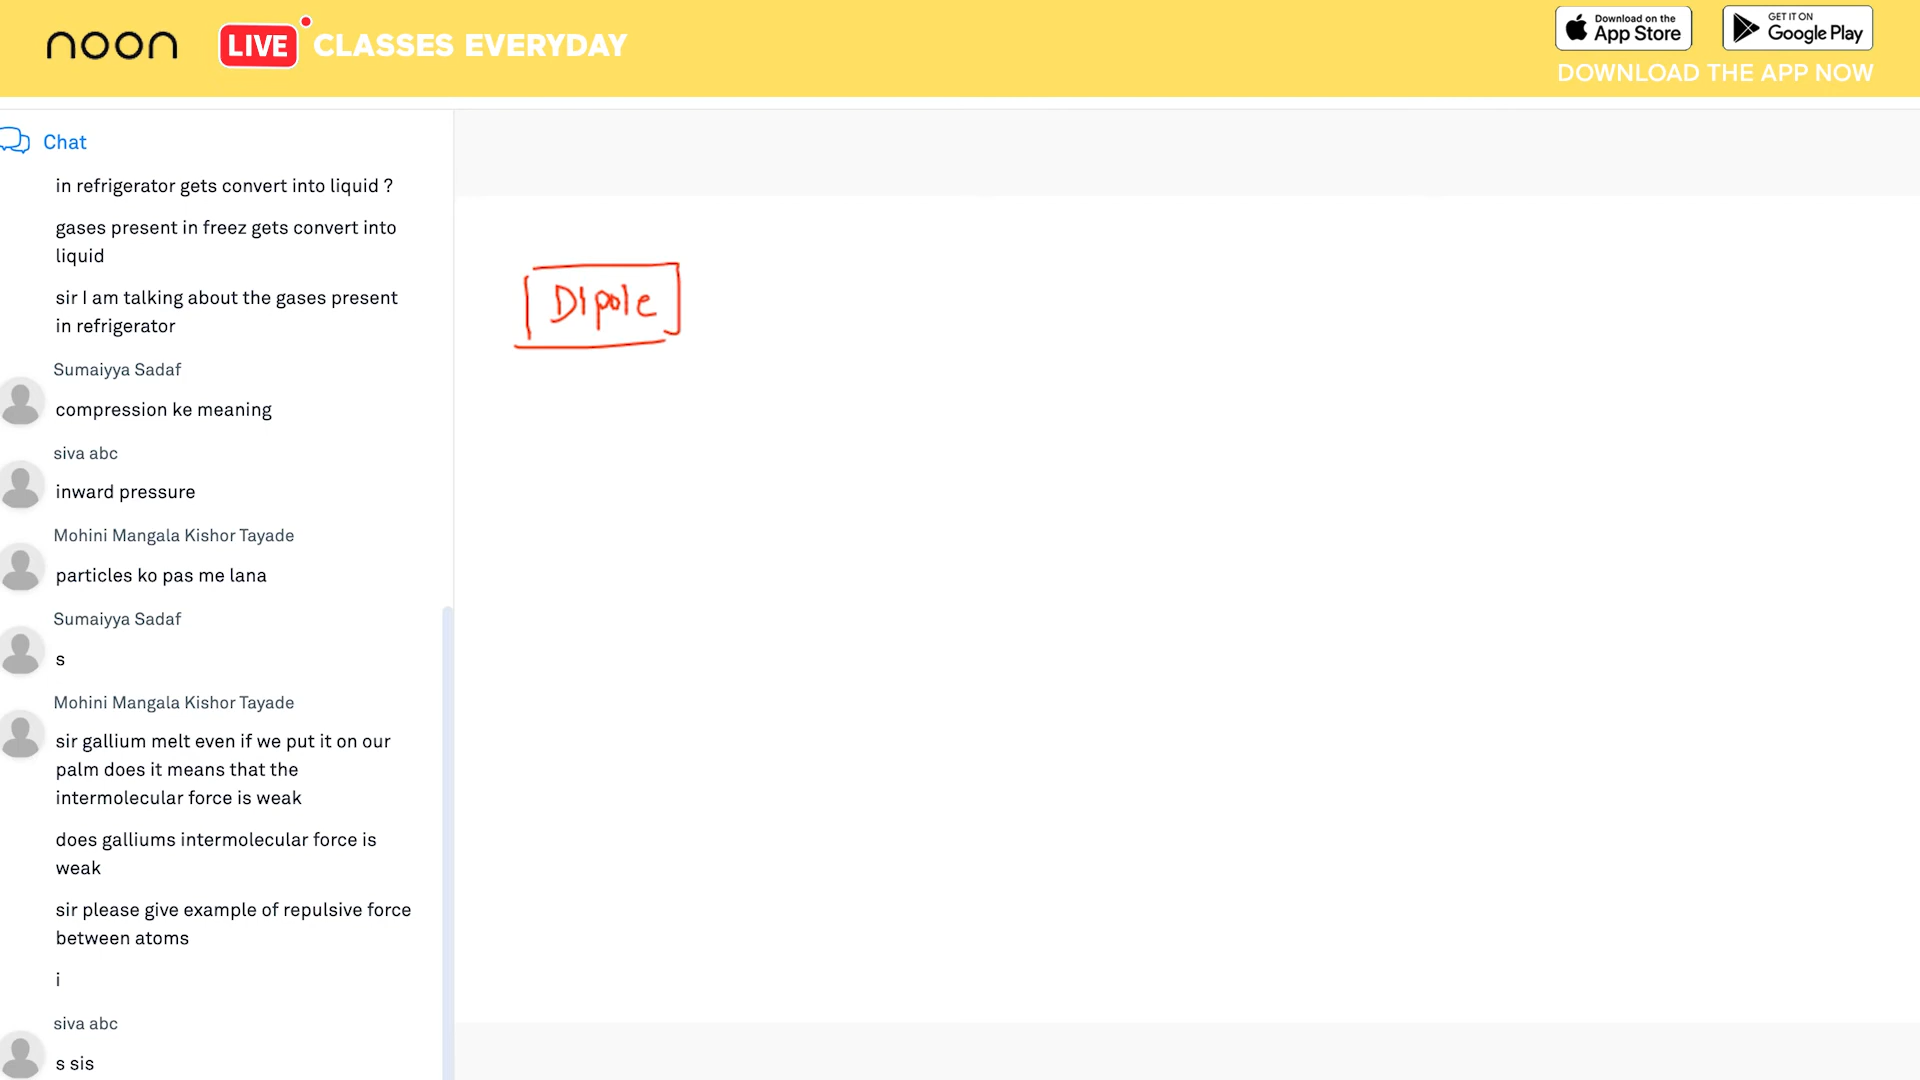 noon LIVE CLASSES EVERYDAY
Download on the
App Store
GET IT ON
Google Play
DOWNLOAD THE APP NOW
Chat
in refrigerator gets convert into liquid ?
gases present in freez gets convert into
liquid
sir I am talking about the gases present
in refrigerator
Sumaiyya Sadaf
compression ke meaning
siva abc
inward pressure
Mohini Mangala Kishor Tayade
particles ko pas me lana
Sumaiyya Sadaf
s
Mohini Mangala Kishor Tayade
sir gallium melt even if we put it on our
palm does it means that the
intermolecular force is weak
does galliums intermolecular force is
weak
sir please give example of repulsive force
between atoms
i
siva abc
s sis
Dipole